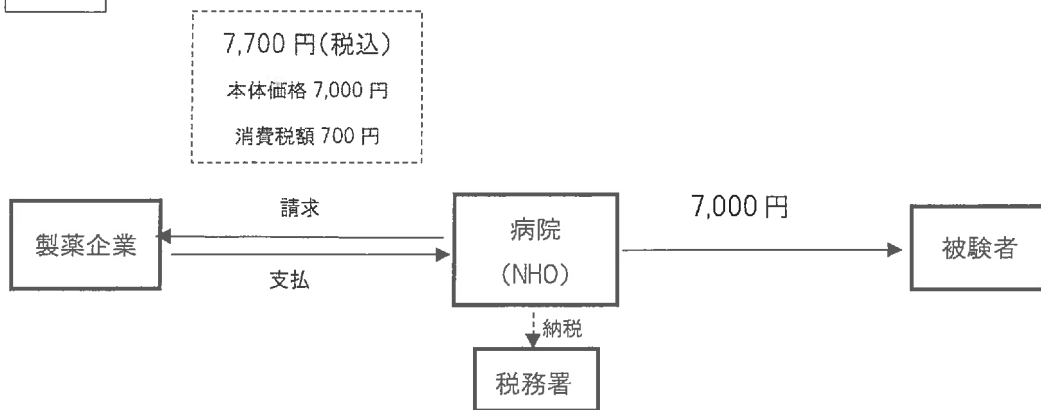 7,700 円(税込)
本体価格 7,000 円
消費税額 700 円
請求
7,000 円
製薬企業
病院
(NHO)
被験者
支払
納税
税務署